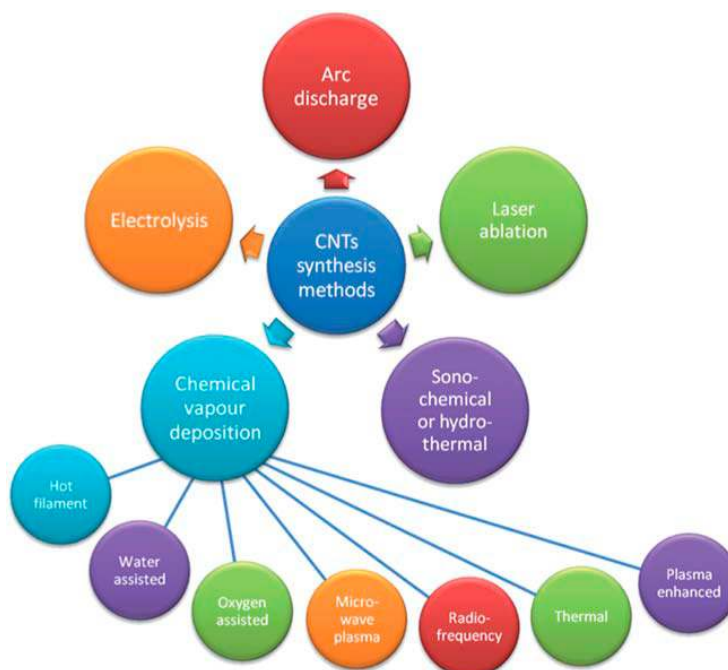 Arc
discharge
Electrolysis
Laser
ablation
CNTs
synthesis
methods
Chemical
vapour
deposition
Sono-
chemical
or hydro-
thermal
Hot
filament
Water
assisted
Oxygen
assisted
Micro-
wave
plasma
Radio-
frequency
Thermal
Plasma
enhanced